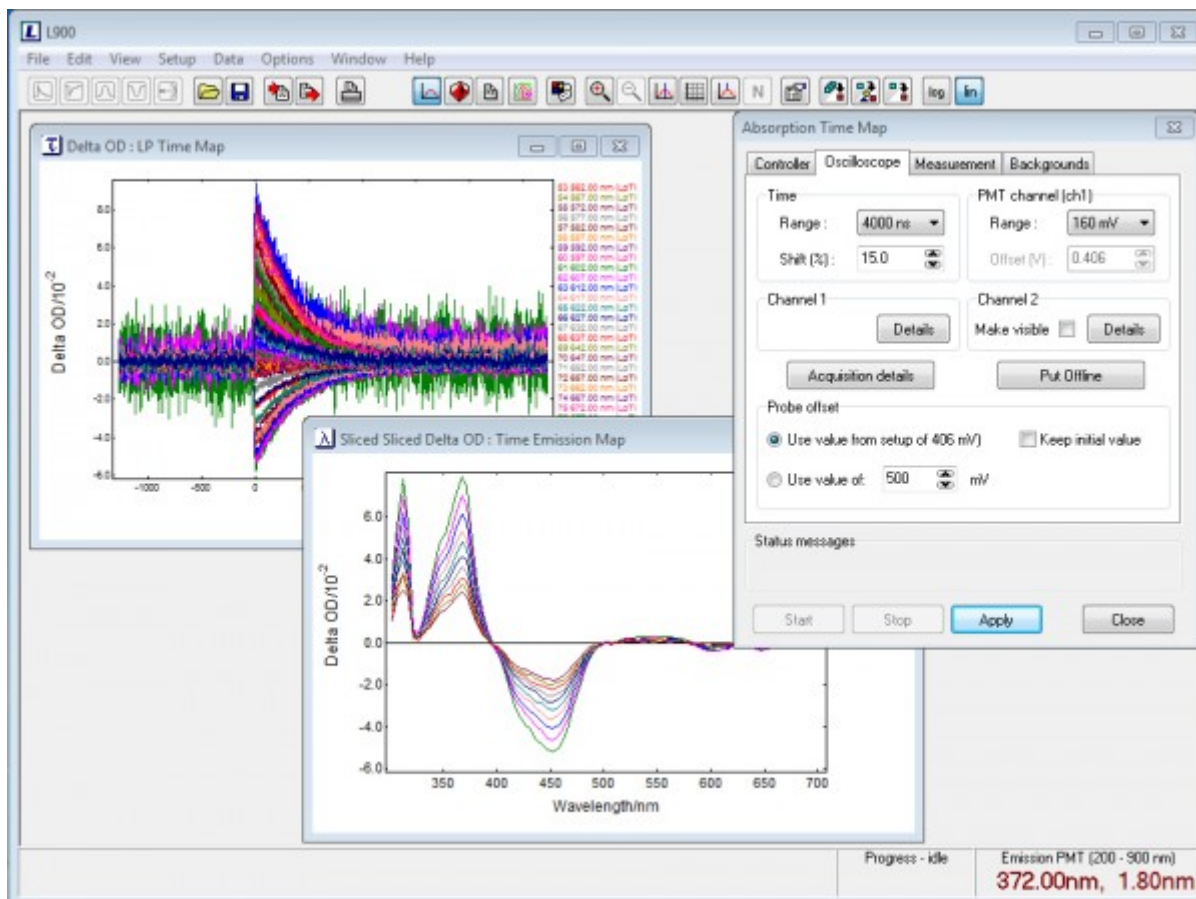 L900
File Edit View Setup Data Options Window Help
log lin
Delta OD : LP Time Map
8.0
6.0
4.0
2.0
0.0
-2.0
-4.0
-6.0
Delta OD/10^-2
-1000 -500 0
Sliced Sliced Delta OD : Time Emission Map
6.0
4.0
2.0
0.0
-2.0
-4.0
-6.0
Delta OD/10^-2
350 400 450 500 550 600 650 700
Wavelength/nm
Absorption Time Map
Controller Oscilloscope Measurement Backgrounds
Time
Range : 4000 ns
Shift (%) : 15.0
PMT channel (ch1)
Range : 160 mV
Offset (V) : 0.406
Channel 1
Details
Channel 2
Make visible Details
Acquisition details Put Offline
Probe offset
Use value from setup of 406 mV) Keep initial value
Use value of: 500 mV
Status messages
Start Stop Apply Close
Progress - idle
Emission PMT (200 - 900 nm)
372.00nm, 1.80nm